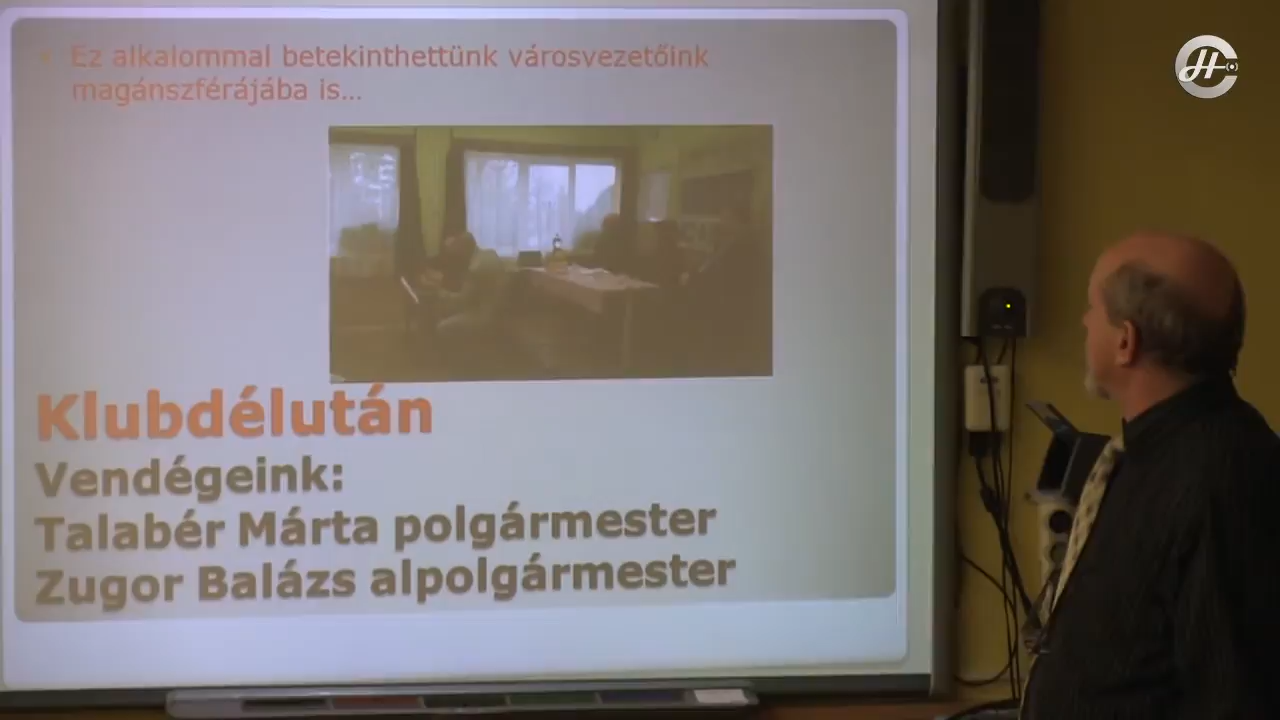 Ez alkalommal betekinthettünk városvezetőink
magánszférájába is...
Klubdélután
Vendégeink:
Talabér Márta polgármester
Zugor Balázs alpolgármester